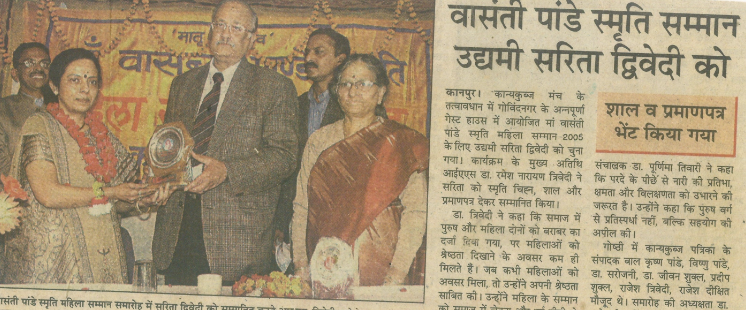 वासंती पांडे स्मृति सम्मान
उद्यमी सरिता द्विवेदी को
कानपुर। कान्यकुब्ज मंच के
तत्वावधान में गोविंदनगर के अन्नपूर्णा
गेस्ट हाउस में आयोजित मां वासंती
पांडे स्मृति महिला सम्मान-2005
के लिए उद्यमी सरिता द्विवेदी को चुना
गया। कार्यक्रम के मुख्य अतिथि
आईएएस डा. रमेश नारायण त्रिवेदी ने
सरिता को स्मृति चिह्न, शाल और
प्रमाणपत्र देकर सम्मानित किया।
डा. त्रिवेदी ने कहा कि समाज में
पुरुष और महिला दोनों को बराबर का
दर्जा दिया गया, पर महिलाओं को
श्रेष्ठता दिखाने के अवसर कम ही
मिलते हैं। जब कभी महिलाओं को
अवसर मिला, तो उन्होंने अपनी श्रेष्ठता
साबित की। उन्होंने महिला के सम्मान
को समाज में
शाल व प्रमाणपत्र
भेंट किया गया
संचालक डा. पूर्णिमा तिवारी ने कहा
कि परदे के पीछे से नारी की प्रतिभा,
क्षमता और विलक्षणता को उभारने की
जरूरत है। उन्होंने कहा कि पुरुष वर्ग
से प्रतिस्पर्धा नहीं, बल्कि सहयोग की
अपील की।
गोष्ठी में कान्यकुब्ज पत्रिका के
संपादक बाल कृष्ण पांडे, विष्णु पांडे,
डा. सरोजनी, डा. जीवन शुक्ल, प्रदीप
शुक्ल, राजेश त्रिवेदी, राजेश दीक्षित
मौजूद थे। समारोह की अध्यक्षता डा.
वासंती पांडे स्मृति महिला सम्मान समारोह में सरिता द्विवेदी को सम्मानित करते